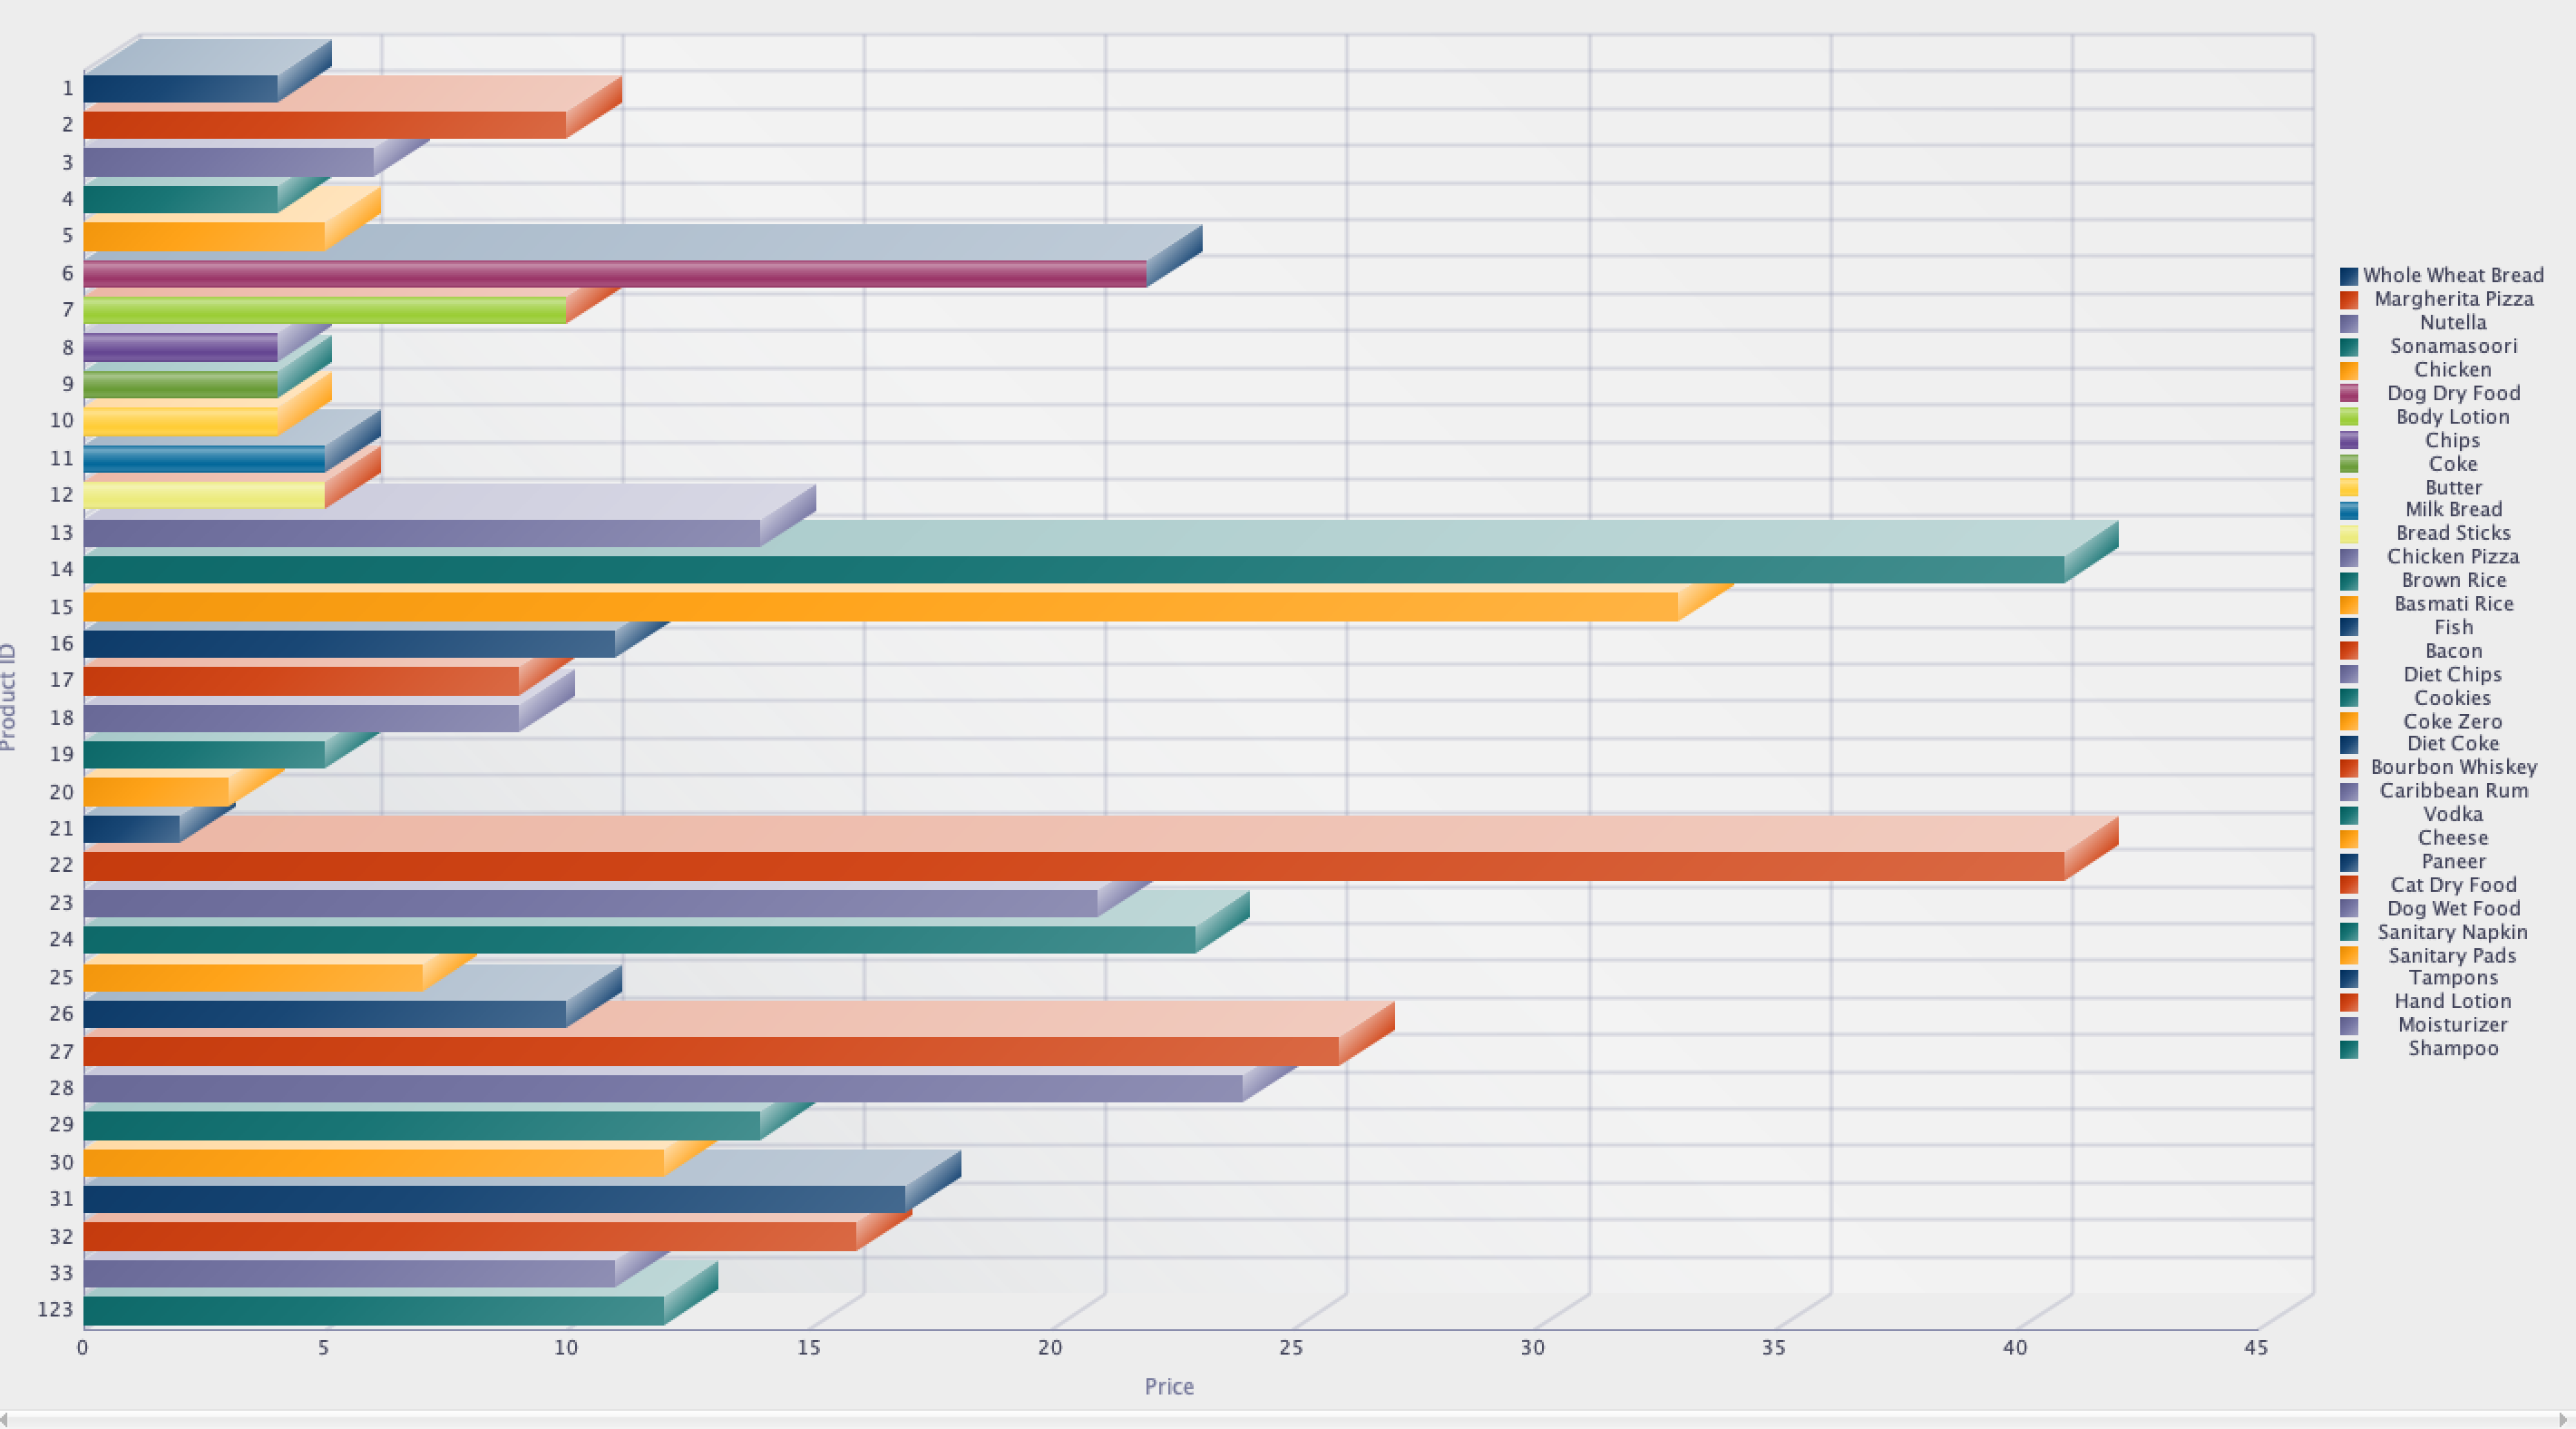 1
2
3
4
5
6
7
8
9
10
11
12
13
14
15
16
17
18
19
20
21
22
23
24
25
26
27
28
29
30
31
32
33
123
Product ID
0 5 10 15 20 25 30 35 40 45
Price
Whole Wheat Bread
Margherita Pizza
Nutella
Sonamasoori
Chicken
Dog Dry Food
Body Lotion
Chips
Coke
Butter
Milk Bread
Bread Sticks
Chicken Pizza
Brown Rice
Basmati Rice
Fish
Bacon
Diet Chips
Cookies
Coke Zero
Diet Coke
Bourbon Whiskey
Caribbean Rum
Vodka
Cheese
Paneer
Cat Dry Food
Dog Wet Food
Sanitary Napkin
Sanitary Pads
Tampons
Hand Lotion
Moisturizer
Shampoo